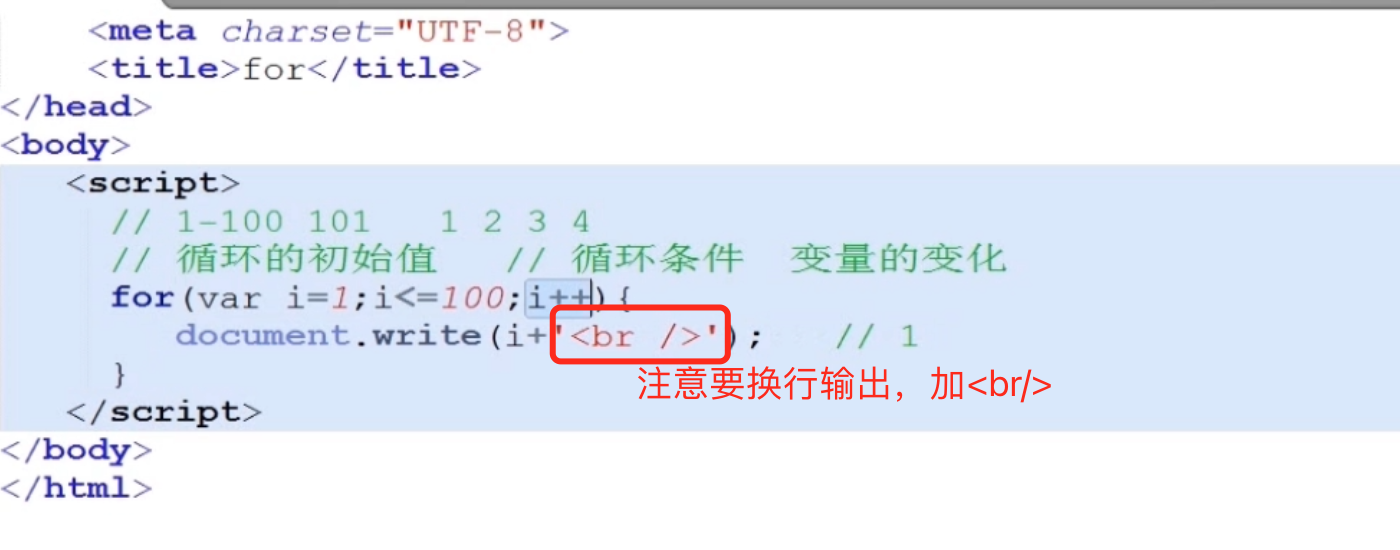 <meta charset="UTF-8">
<title>for</title>
</head>
<body>
<script>
// 1-100 101   1 2 3 4
// 循环的初始值   // 循环条件  变量的变化
for(var i=1;i<=100;i++){
document.write(i+'<br />');   // 1
}
注意要换行输出，加<br/>
</script>
</body>
</html>